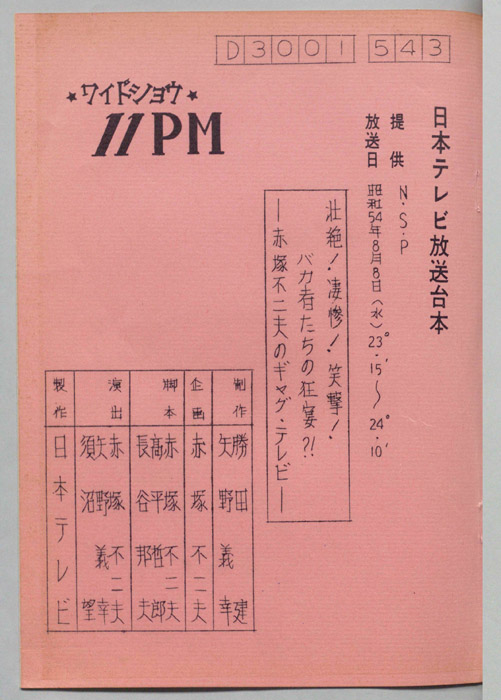 D3001 543
★ワイドショウ★
11PM
日本テレビ放送台本
提供 N.S.P
放送日 昭和54年8月8日(水)23°15′〜24°10′
壮絶!凄惨!笑撃!
バカ者たちの狂宴?!
―赤塚不二夫のギャグ・テレビ―
制作 勝田 建
矢野義幸
企画 赤塚不二夫
脚本 赤塚不二夫
高平哲郎
長谷邦夫
演出 赤塚不二夫
矢野義幸
須沼 望
製作 日本テレビ